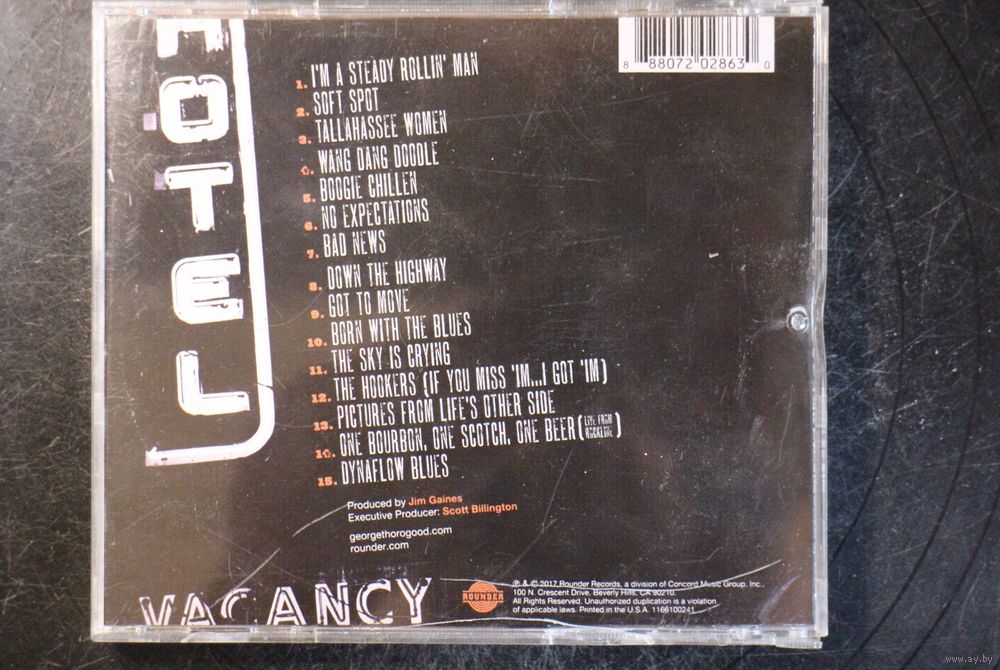 HOTEL
8 88072 02863 0
1. I'M A STEADY ROLLIN' MAN
2. SOFT SPOT
3. TALLAHASSEE WOMEN
4. WANG DANG DOODLE
5. BOOGIE CHILLEN
6. NO EXPECTATIONS
7. BAD NEWS
8. DOWN THE HIGHWAY
9. GOT TO MOVE
10. BORN WITH THE BLUES
11. THE SKY IS CRYING
12. THE HOOKERS (IF YOU MISS 'IM...I GOT 'IM)
13. PICTURES FROM LIFE'S OTHER SIDE
14. ONE BOURBON, ONE SCOTCH, ONE BEER (LIVE FROM ROCKLINE)
15. DYNAFLOW BLUES
Produced by Jim Gaines
Executive Producer: Scott Billington
georgethorogood.com
rounder.com
VACANCY
ROUNDER
℗ & © 2017 Rounder Records, a division of Concord Music Group, Inc.
100 N. Crescent Drive, Beverly Hills, CA 90210.
All Rights Reserved. Unauthorized duplication is a violation
of applicable laws. Printed in the U.S.A. 1166100241
www.ay.by